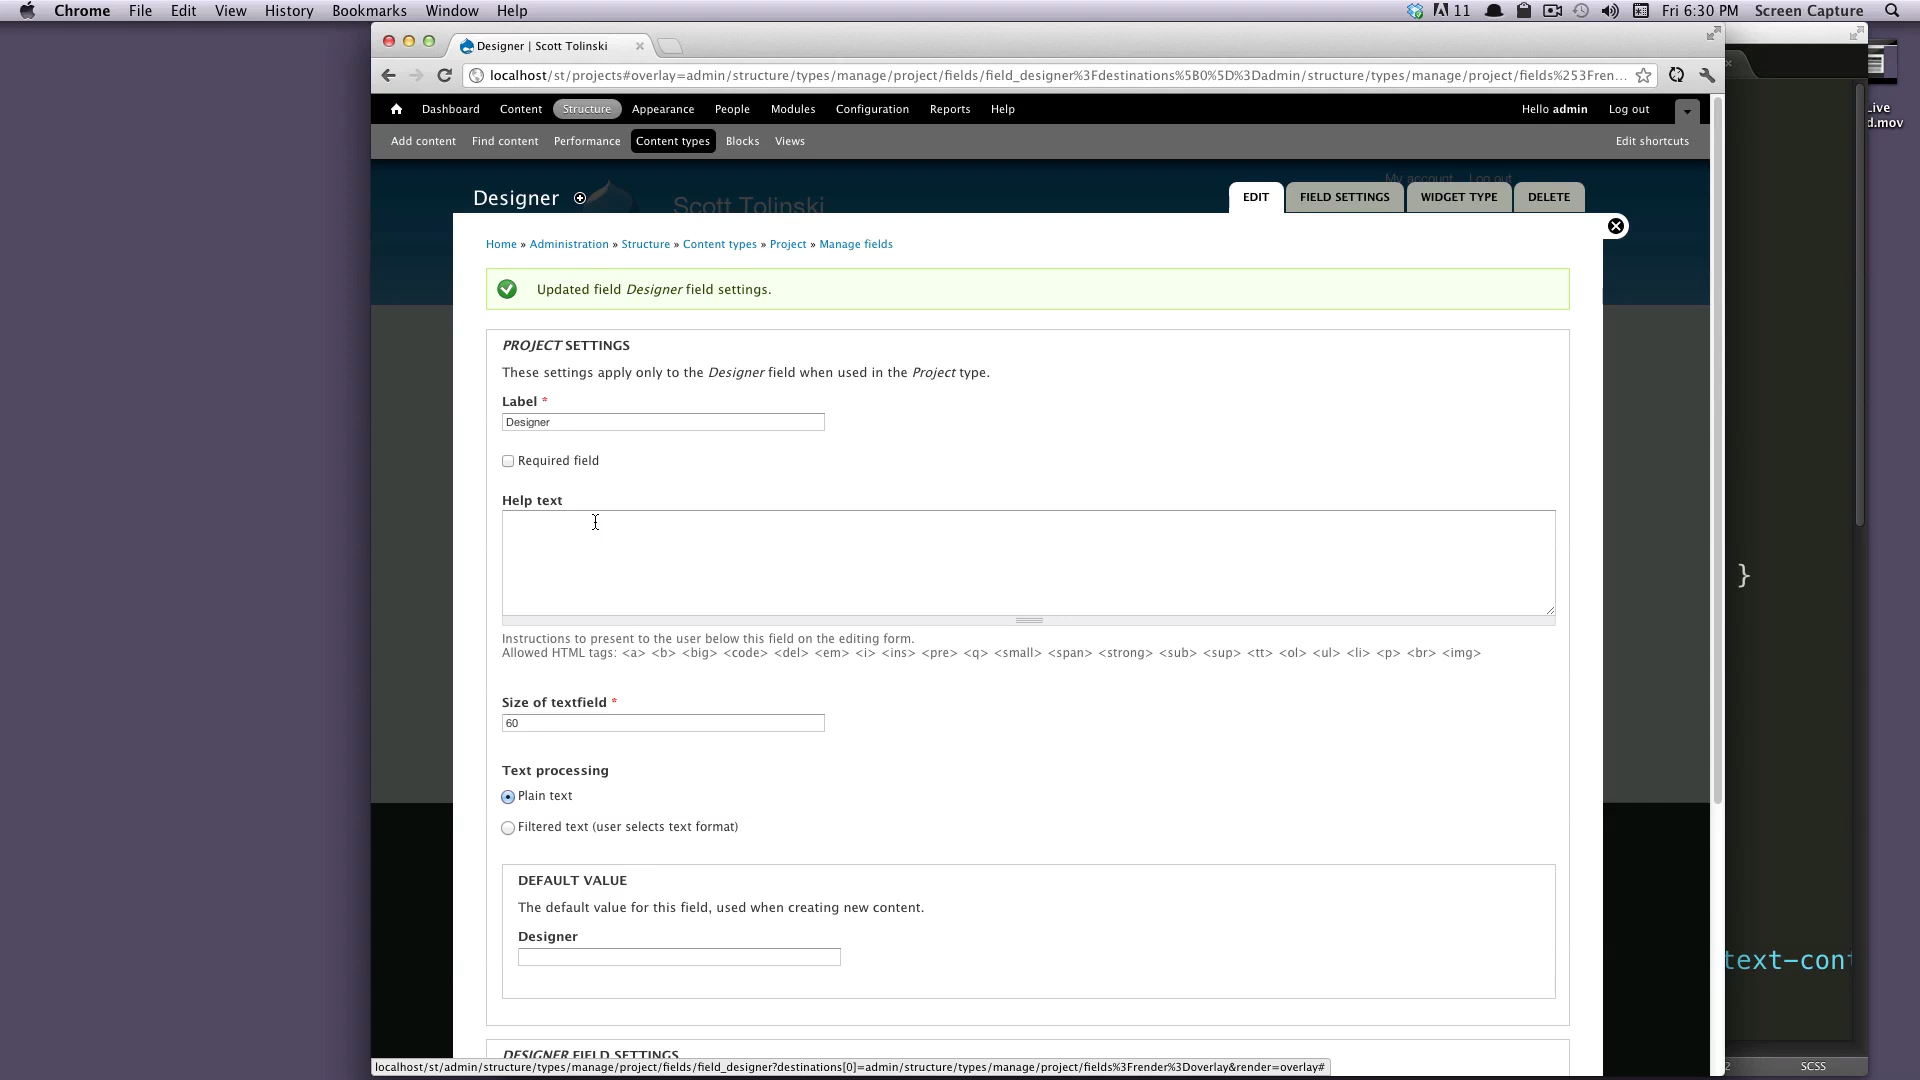 Chrome File Edit View History Bookmarks Window Help 11 Fri 6:30 PM Screen Capture
Designer | Scott Tolinski
localhost/st/projects#overlay=admin/structure/types/manage/project/fields/field_designer%3Fdestinations%5B0%5D%3Dadmin/structure/types/manage/project/fields%253Fren...
Dashboard Content Structure Appearance People Modules Configuration Reports Help Hello admin Log out
Live
d.mov
Add content Find content Performance Content types Blocks Views Edit shortcuts
My account Log out
Designer Scott Tolinski EDIT FIELD SETTINGS WIDGET TYPE DELETE
Home » Administration » Structure » Content types » Project » Manage fields
Updated field Designer field settings.
PROJECT SETTINGS
These settings apply only to the Designer field when used in the Project type.
Label *
Designer
Required field
Help text
}
Instructions to present to the user below this field on the editing form.
Allowed HTML tags: <a> <b> <big> <code> <del> <em> <i> <ins> <pre> <q> <small> <span> <strong> <sub> <sup> <tt> <ol> <ul> <li> <p> <br> <img>
Size of textfield *
60
Text processing
Plain text
Filtered text (user selects text format)
DEFAULT VALUE
The default value for this field, used when creating new content.
Designer
text-cont
DESIGNER FIELD SETTINGS
localhost/st/admin/structure/types/manage/project/fields/field_designer?destinations[0]=admin/structure/types/manage/project/fields%3Frender%3Doverlay&render=overlay#
2 SCSS